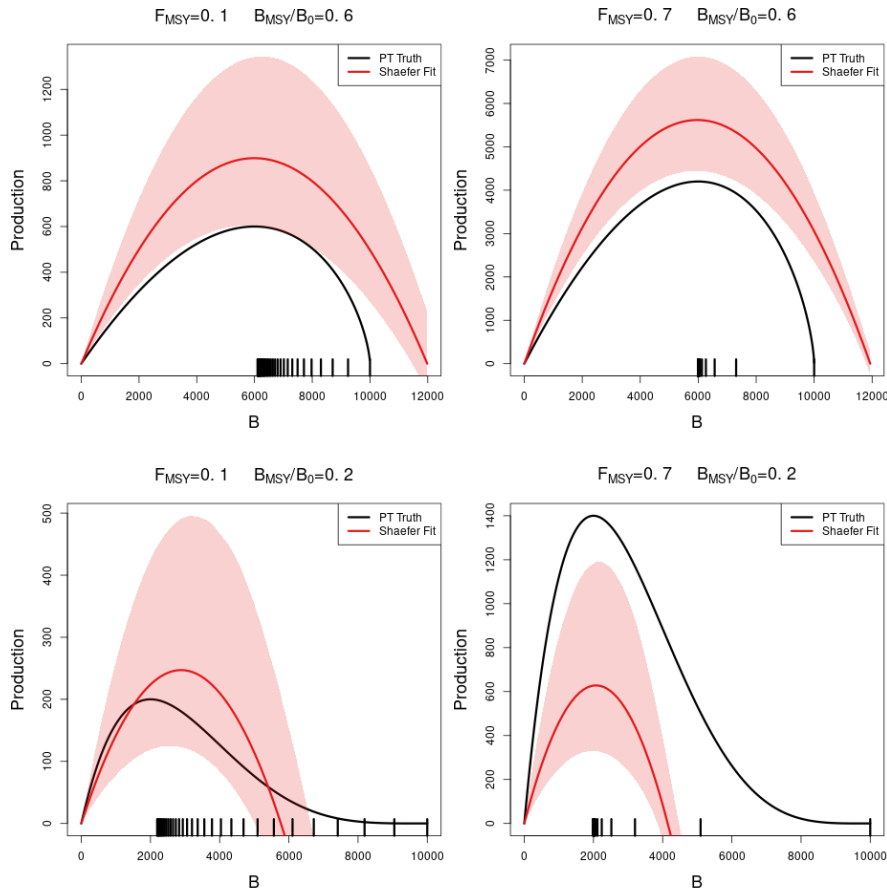 F_MSY=0. 1 B_MSY/B_0=0. 6
PT Truth
Shaefer Fit
Production
0
200
400
600
800
1000
1200
0
2000
4000
6000
8000
10000
12000
B
F_MSY=0. 7 B_MSY/B_0=0. 6
PT Truth
Shaefer Fit
Production
0
1000
2000
3000
4000
5000
6000
7000
0
2000
4000
6000
8000
10000
12000
B
F_MSY=0. 1 B_MSY/B_0=0. 2
PT Truth
Shaefer Fit
Production
0
100
200
300
400
500
0
2000
4000
6000
8000
10000
B
F_MSY=0. 7 B_MSY/B_0=0. 2
PT Truth
Shaefer Fit
Production
0
200
400
600
800
1000
1200
1400
0
2000
4000
6000
8000
10000
B